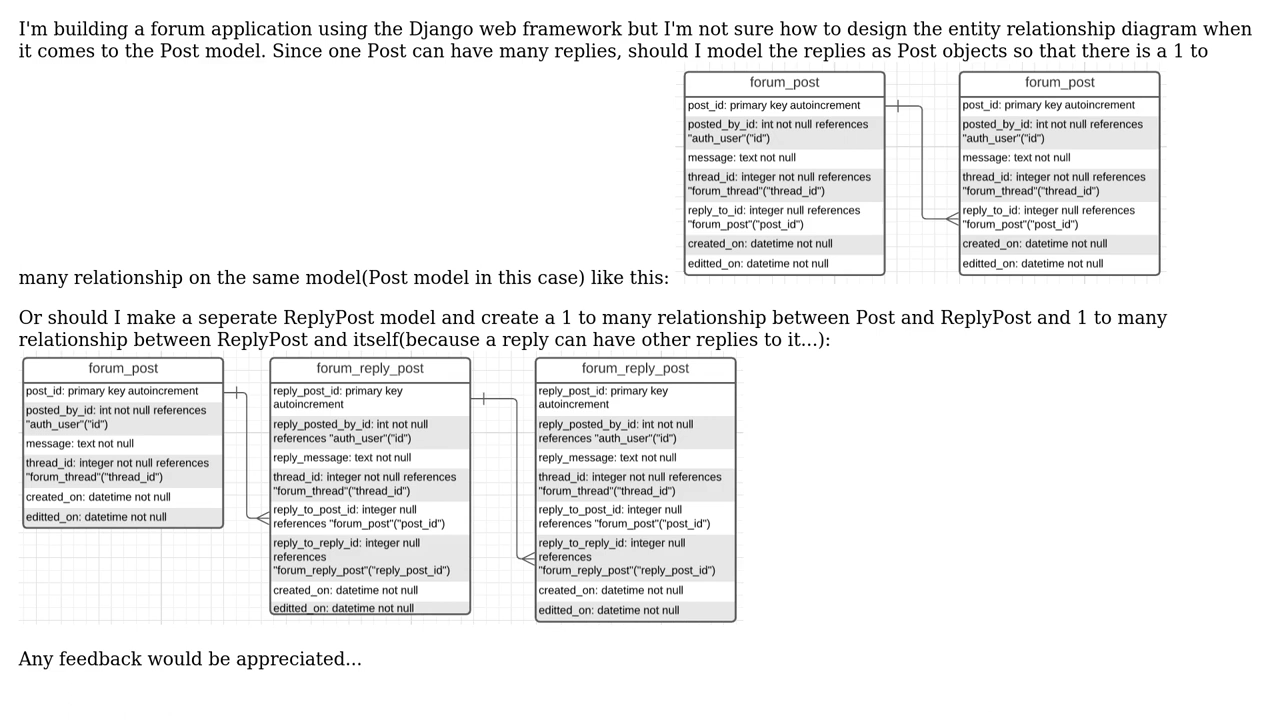 I'm building a forum application using the Django web framework but I'm not sure how to design the entity relationship diagram when
it comes to the Post model. Since one Post can have many replies, should I model the replies as Post objects so that there is a 1 to
many relationship on the same model(Post model in this case) like this:
forum_post
post_id: primary key autoincrement
posted_by_id: int not null references
"auth_user"("id")
message: text not null
thread_id: integer not null references
"forum_thread"("thread_id")
reply_to_id: integer null references
"forum_post"("post_id")
created_on: datetime not null
editted_on: datetime not null
forum_post
post_id: primary key autoincrement
posted_by_id: int not null references
"auth_user"("id")
message: text not null
thread_id: integer not null references
"forum_thread"("thread_id")
reply_to_id: integer null references
"forum_post"("post_id")
created_on: datetime not null
editted_on: datetime not null
Or should I make a seperate ReplyPost model and create a 1 to many relationship between Post and ReplyPost and 1 to many
relationship between ReplyPost and itself(because a reply can have other replies to it...):
forum_post
post_id: primary key autoincrement
posted_by_id: int not null references
"auth_user"("id")
message: text not null
thread_id: integer not null references
"forum_thread"("thread_id")
created_on: datetime not null
editted_on: datetime not null
forum_reply_post
reply_post_id: primary key
autoincrement
reply_posted_by_id: int not null
references "auth_user"("id")
reply_message: text not null
thread_id: integer not null references
"forum_thread"("thread_id")
reply_to_post_id: integer null
references "forum_post"("post_id")
reply_to_reply_id: integer null
references
"forum_reply_post"("reply_post_id")
created_on: datetime not null
editted_on: datetime not null
forum_reply_post
reply_post_id: primary key
autoincrement
reply_posted_by_id: int not null
references "auth_user"("id")
reply_message: text not null
thread_id: integer not null references
"forum_thread"("thread_id")
reply_to_post_id: integer null
references "forum_post"("post_id")
reply_to_reply_id: integer null
references
"forum_reply_post"("reply_post_id")
created_on: datetime not null
editted_on: datetime not null
Any feedback would be appreciated...